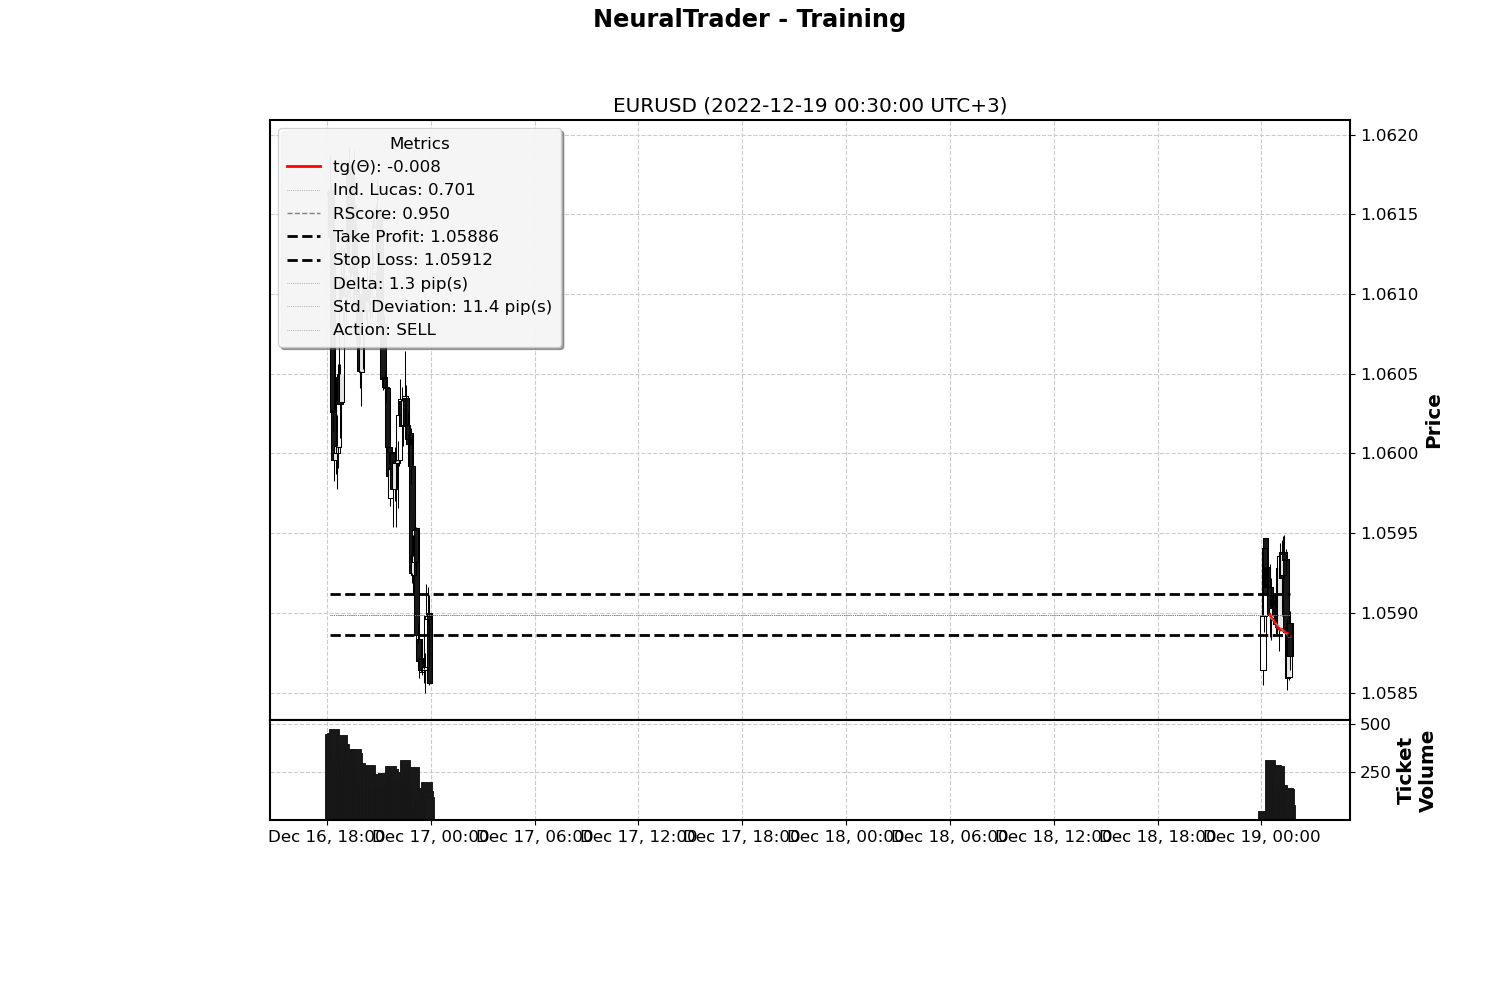 NeuralTrader - Training
EURUSD (2022-12-19 00:30:00 UTC+3)
Metrics
tg(Θ): -0.008
Ind. Lucas: 0.701
RScore: 0.950
Take Profit: 1.05886
Stop Loss: 1.05912
Delta: 1.3 pip(s)
Std. Deviation: 11.4 pip(s)
Action: SELL
1.0620
1.0615
1.0610
1.0605
1.0600
1.0595
1.0590
1.0585
Price
500
250
Ticket
Volume
Dec 16, 18:00
Dec 17, 00:00
Dec 17, 06:00
Dec 17, 12:00
Dec 17, 18:00
Dec 18, 00:00
Dec 18, 06:00
Dec 18, 12:00
Dec 18, 18:00
Dec 19, 00:00